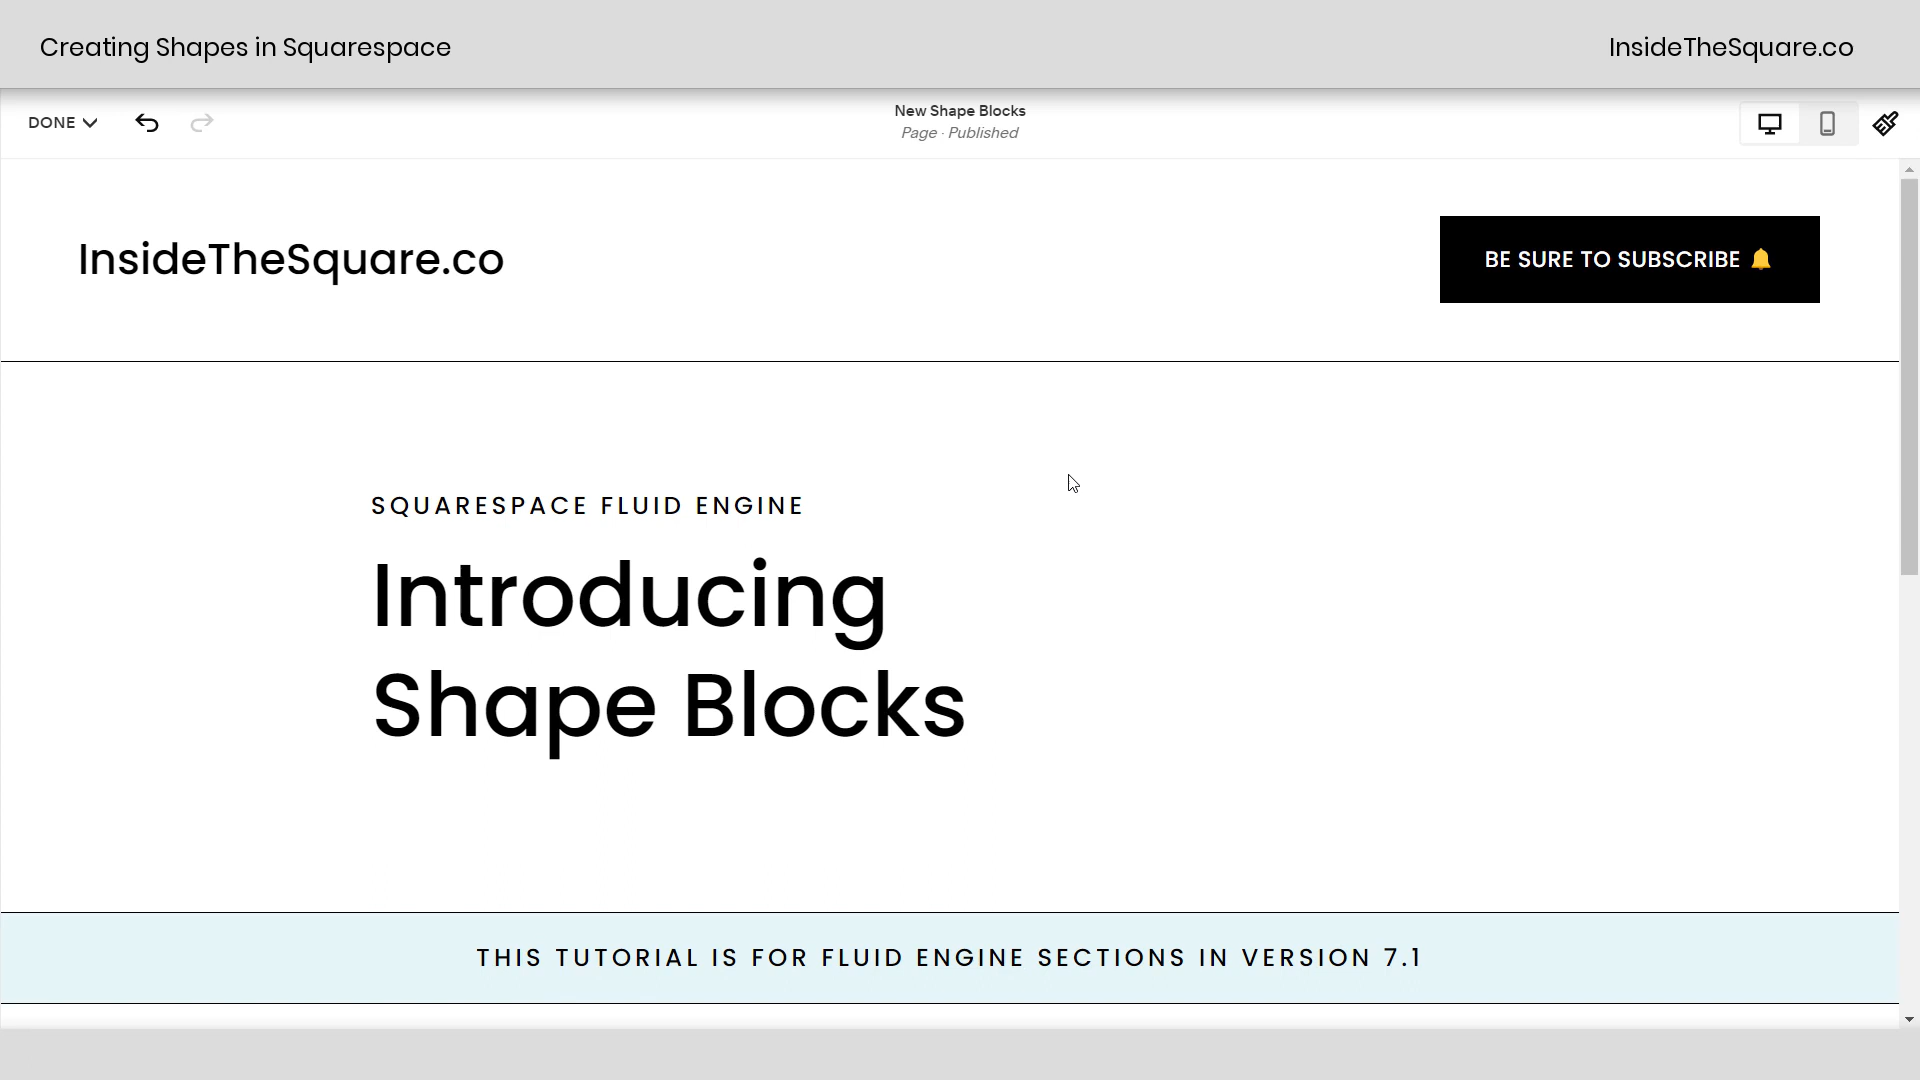 Creating Shapes in Squarespace
InsideTheSquare.co
DONE
New Shape Blocks
Page · Published
InsideTheSquare.co
BE SURE TO SUBSCRIBE 🔔
SQUARESPACE FLUID ENGINE
Introducing
Shape Blocks
THIS TUTORIAL IS FOR FLUID ENGINE SECTIONS IN VERSION 7.1